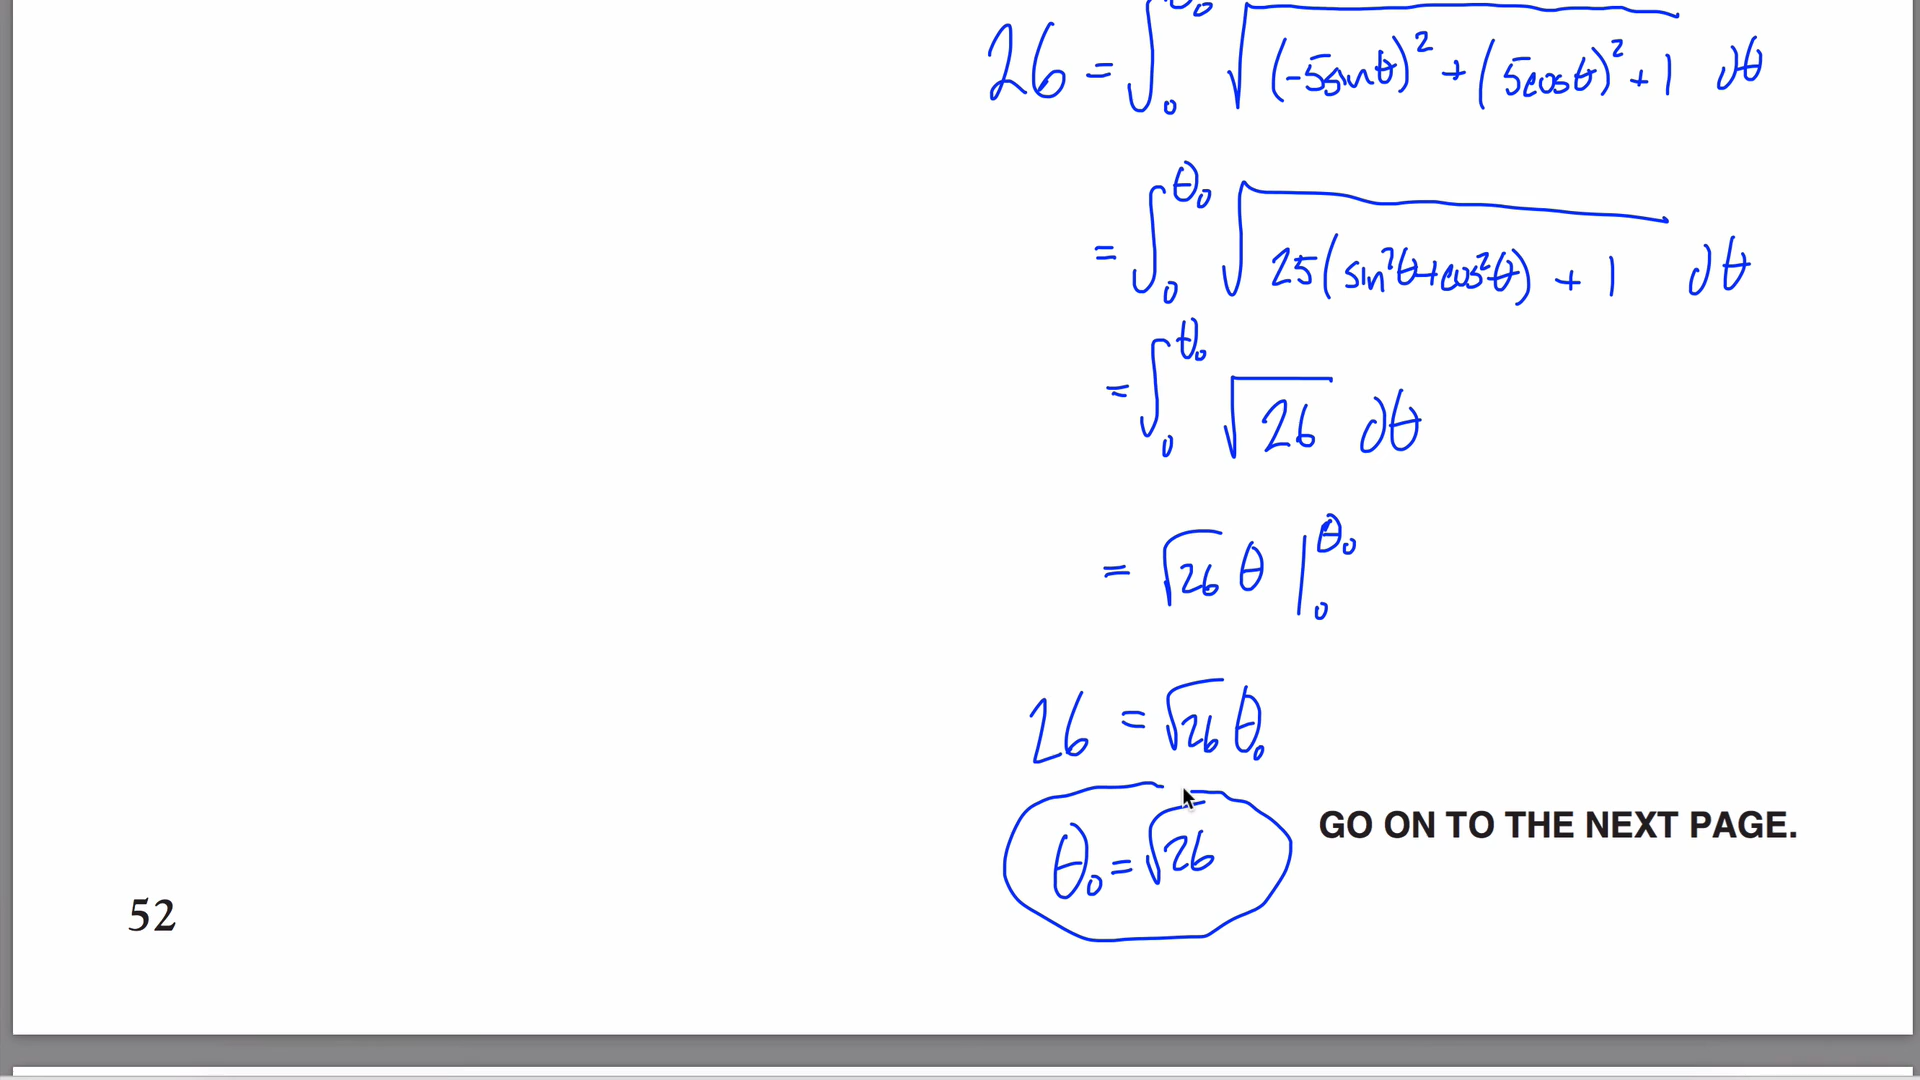 26 = ∫₀^θ₀ √((-5sinθ)² + (5cosθ)² + 1) dθ
= ∫₀^θ₀ √(25(sin²θ+cos²θ) + 1) dθ
= ∫₀^θ₀ √26 dθ
= √26 θ |₀^θ₀
26 = √26 θ₀
θ₀ = √26
GO ON TO THE NEXT PAGE.
52